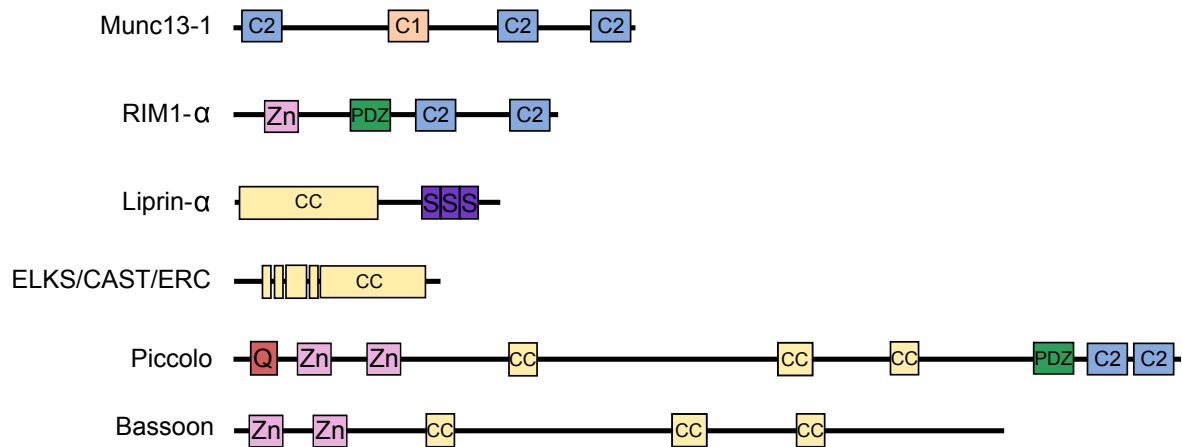 Munc13-1 C2 C1 C2 C2
RIM1-α Zn PDZ C2 C2
Liprin-α CC S S S
ELKS/CAST/ERC CC
Piccolo Q Zn Zn CC CC CC PDZ C2 C2
Bassoon Zn Zn CC CC CC